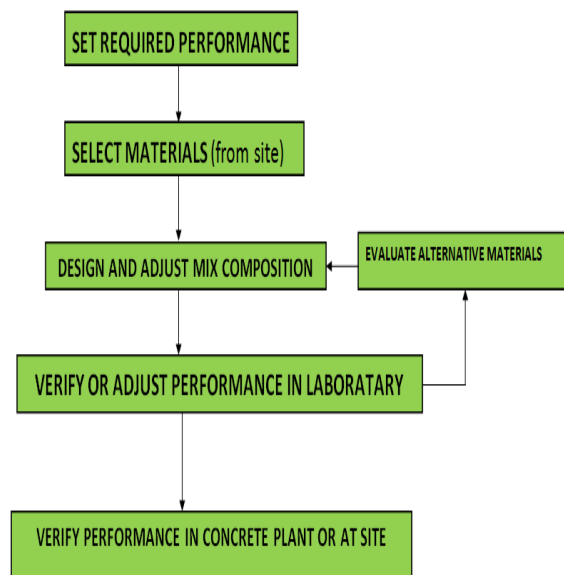 SET REQUIRED PERFORMANCE
SELECT MATERIALS (from site)
DESIGN AND ADJUST MIX COMPOSITION
EVALUATE ALTERNATIVE MATERIALS
VERIFY OR ADJUST PERFORMANCE IN LABORATARY
VERIFY PERFORMANCE IN CONCRETE PLANT OR AT SITE